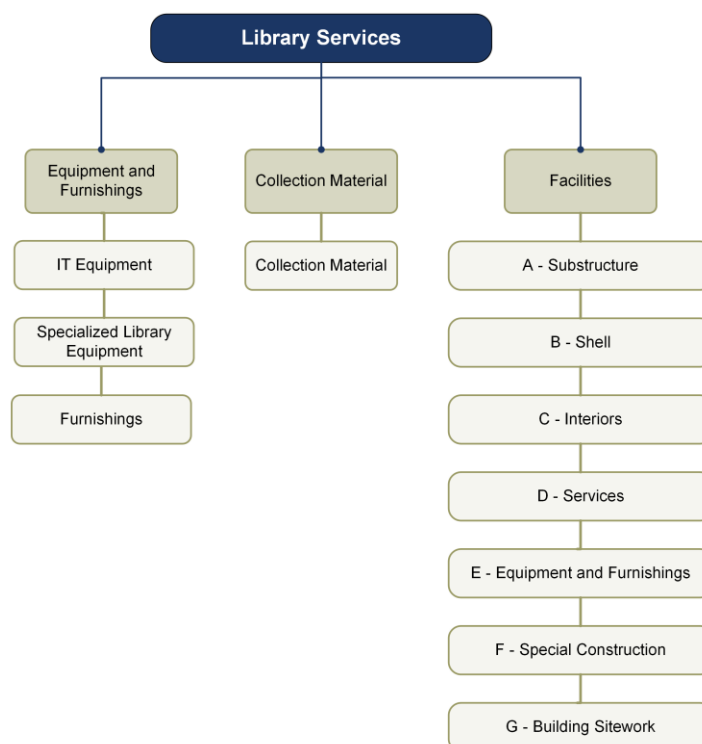 Library Services
Equipment and
Furnishings
IT Equipment
Specialized Library
Equipment
Furnishings
Collection Material
Collection Material
Facilities
A - Substructure
B - Shell
C - Interiors
D - Services
E - Equipment and Furnishings
F - Special Construction
G - Building Sitework